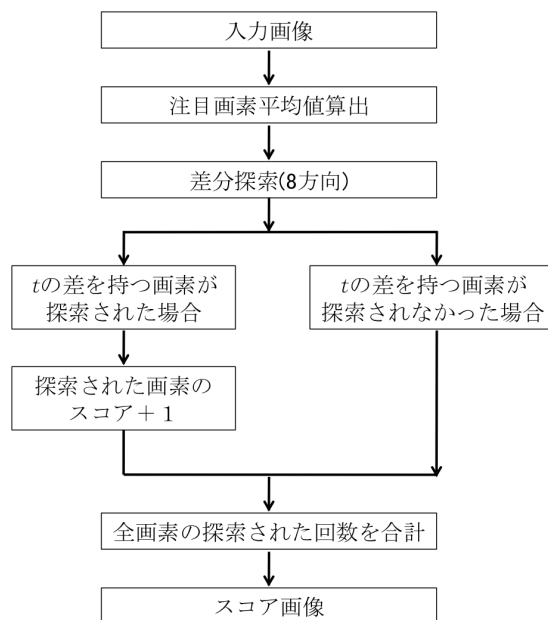 入力画像
注目画素平均値算出
差分探索(8方向)
tの差を持つ画素が
探索された場合
tの差を持つ画素が
探索されなかった場合
探索された画素の
スコア＋１
全画素の探索された回数を合計
スコア画像